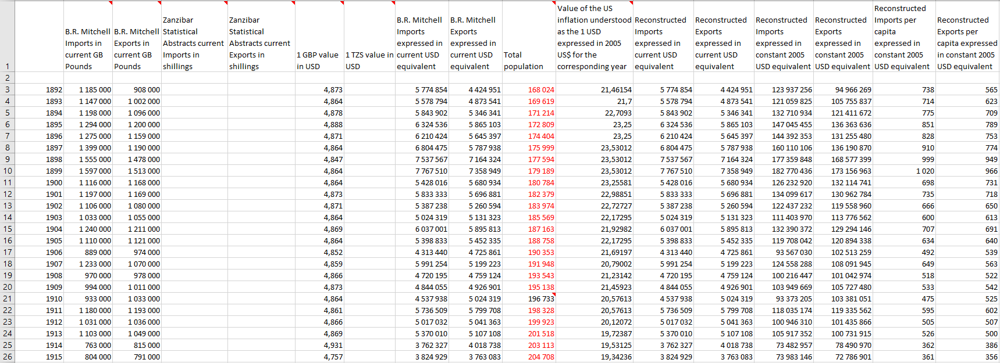 1 B.R. Mitchell Imports in current GB Pounds B.R. Mitchell Exports in current GB Pounds Zanzibar Statistical Abstracts current Imports in shillings Zanzibar Statistical Abstracts current Exports in shillings 1 GBP value in USD 1 TZS value in USD B.R. Mitchell Imports expressed in current USD equivalent B.R. Mitchell Exports expressed in current USD equivalent Total population Value of the US inflation understood as the 1 USD expressed in 2005 US$ for the corresponding year Reconstructed Imports expressed in current USD equivalent Reconstructed Exports expressed in current USD equivalent Reconstructed Imports expressed in constant 2005 USD equivalent Reconstructed Exports expressed in constant 2005 USD equivalent Reconstructed Imports per capita expressed in constant 2005 USD equivalent Reconstructed Exports per capita expressed in constant 2005 USD equivalent
2
3 1892 1 185 000 908 000 4,873 5 774 854 4 424 951 168 024 21,46154 5 774 854 4 424 951 123 937 256 94 966 269 738 565
4 1893 1 147 000 1 002 000 4,864 5 578 794 4 873 541 169 619 21,7 5 578 794 4 873 541 121 059 825 105 755 837 714 623
5 1894 1 198 000 1 096 000 4,878 5 843 902 5 346 341 171 214 22,7093 5 843 902 5 346 341 132 710 934 121 411 672 775 709
6 1895 1 294 000 1 200 000 4,888 6 324 536 5 865 103 172 809 23,25 6 324 536 5 865 103 147 045 455 136 363 636 851 789
7 1896 1 275 000 1 159 000 4,871 6 210 424 5 645 397 174 404 23,25 6 210 424 5 645 397 144 392 353 131 255 480 828 753
8 1897 1 399 000 1 190 000 4,864 6 804 475 5 787 938 175 999 23,53012 6 804 475 5 787 938 160 110 106 136 190 870 910 774
9 1898 1 555 000 1 478 000 4,847 7 537 567 7 164 324 177 594 23,53012 7 537 567 7 164 324 177 359 848 168 577 399 999 949
10 1899 1 597 000 1 513 000 4,864 7 767 510 7 358 949 179 189 23,53012 7 767 510 7 358 949 182 770 436 173 156 963 1 020 966
11 1900 1 116 000 1 168 000 4,864 5 428 016 5 680 934 180 784 23,25581 5 428 016 5 680 934 126 232 920 132 114 741 698 731
12 1901 1 197 000 1 169 000 4,873 5 833 333 5 696 881 182 379 22,98851 5 833 333 5 696 881 134 099 617 130 962 784 735 718
13 1902 1 106 000 1 080 000 4,871 5 387 238 5 260 594 183 974 22,72727 5 387 238 5 260 594 122 437 232 119 558 960 666 650
14 1903 1 033 000 1 055 000 4,864 5 024 319 5 131 323 185 569 22,17295 5 024 319 5 131 323 111 403 970 113 776 562 600 613
15 1904 1 240 000 1 211 000 4,869 6 037 001 5 895 813 187 163 21,92982 6 037 001 5 895 813 132 390 372 129 294 146 707 691
16 1905 1 110 000 1 121 000 4,864 5 398 833 5 452 335 188 758 22,17295 5 398 833 5 452 335 119 708 042 120 894 338 634 640
17 1906 889 000 974 000 4,852 4 313 440 4 725 861 190 353 21,69197 4 313 440 4 725 861 93 567 030 102 513 259 492 539
18 1907 1 233 000 1 070 000 4,859 5 991 254 5 199 223 191 948 20,79002 5 991 254 5 199 223 124 558 288 108 091 945 649 563
19 1908 970 000 978 000 4,866 4 720 195 4 759 124 193 543 21,23142 4 720 195 4 759 124 100 216 447 101 042 974 518 522
20 1909 994 000 1 011 000 4,873 4 844 055 4 926 901 195 138 21,45923 4 844 055 4 926 901 103 949 669 105 727 480 533 542
21 1910 933 000 1 033 000 4,864 4 537 938 5 024 319 196 733 20,57613 4 537 938 5 024 319 93 373 205 103 381 051 475 525
22 1911 1 180 000 1 193 000 4,861 5 736 509 5 799 708 198 328 20,57613 5 736 509 5 799 708 118 035 174 119 335 562 595 602
23 1912 1 031 000 1 036 000 4,866 5 017 032 5 041 363 199 923 20,12072 5 017 032 5 041 363 100 946 310 101 435 866 505 507
24 1913 1 103 000 1 049 000 4,869 5 370 010 5 107 108 201 518 19,72387 5 370 010 5 107 108 105 917 352 100 731 915 526 500
25 1914 763 000 815 000 4,931 3 762 327 4 018 738 203 113 19,53125 3 762 327 4 018 738 73 482 957 78 490 970 362 386
26 1915 804 000 791 000 4,757 3 824 929 3 763 083 204 708 19,34236 3 824 929 3 763 083 73 983 146 72 786 901 361 356